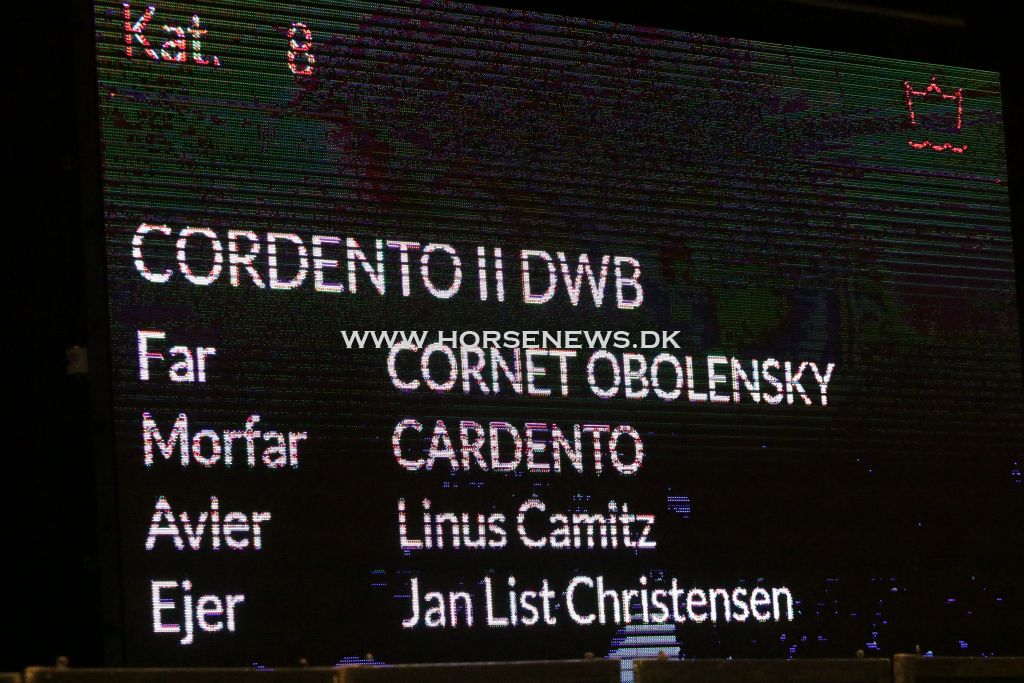 Kat. 8
CORDENTO II DWB
WWW.HORSENEWS.DK
Far CORNET OBOLENSKY
Morfar CARDENTO
Avler Linus Camitz
Ejer Jan List Christensen